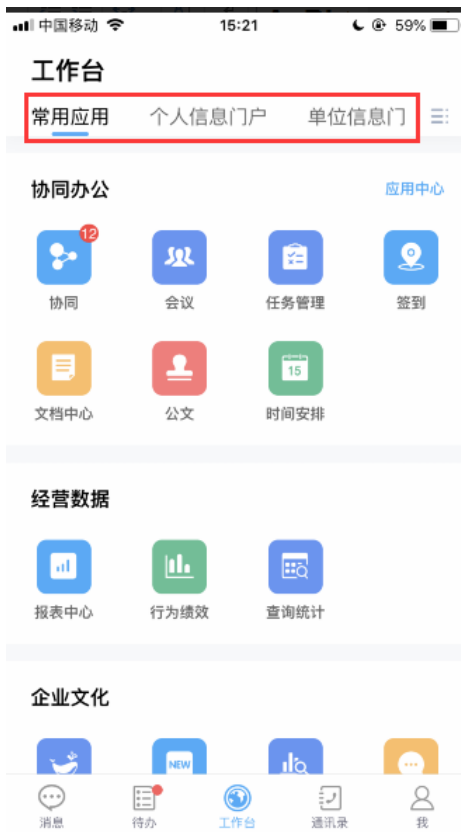 中国移动 15:21 59%
工作台
常用应用 个人信息门户 单位信息门
协同办公 应用中心
12
协同 会议 任务管理 签到
15
文档中心 公文 时间安排
经营数据
报表中心 行为绩效 查询统计
企业文化
NEW
消息 待办 工作台 通讯录 我